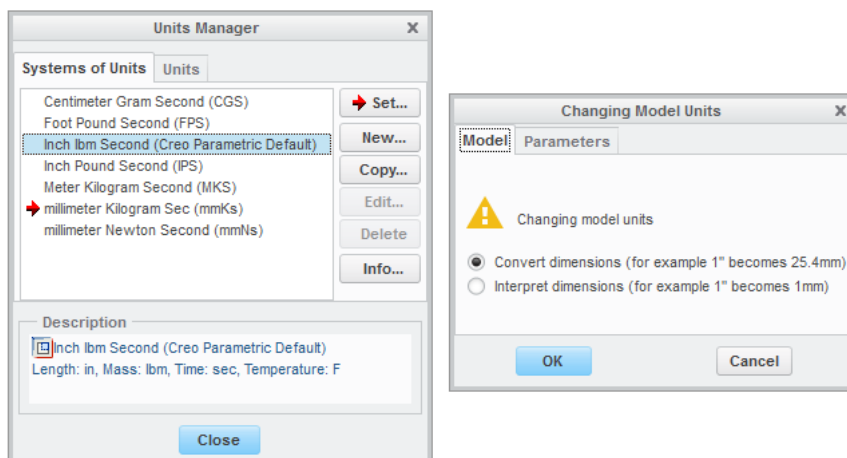 Units Manager
X
Systems of Units
Units
Centimeter Gram Second (CGS)
Foot Pound Second (FPS)
Inch lbm Second (Creo Parametric Default)
Inch Pound Second (IPS)
Meter Kilogram Second (MKS)
millimeter Kilogram Sec (mmKs)
millimeter Newton Second (mmNs)
Set...
New...
Copy...
Edit...
Delete
Info...
Description
Inch lbm Second (Creo Parametric Default)
Length: in, Mass: lbm, Time: sec, Temperature: F
Close
Changing Model Units
X
Model
Parameters
Changing model units
Convert dimensions (for example 1" becomes 25.4mm)
Interpret dimensions (for example 1" becomes 1mm)
OK
Cancel